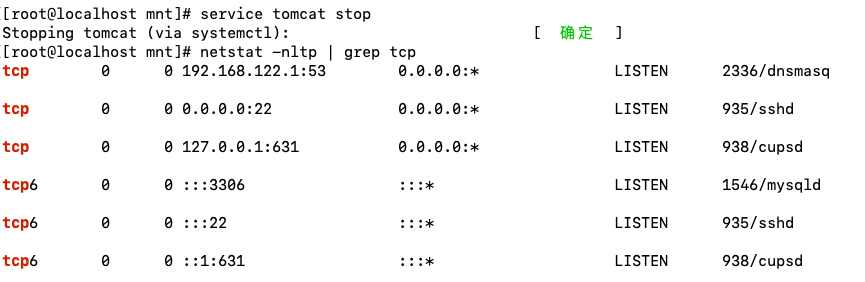 [[root@localhost mnt]# service tomcat stop
Stopping tomcat (via systemctl):                           [  确定  ]
[[root@localhost mnt]# netstat -nltp | grep tcp
tcp        0      0 192.168.122.1:53        0.0.0.0:*               LISTEN      2336/dnsmasq
tcp        0      0 0.0.0.0:22              0.0.0.0:*               LISTEN      935/sshd
tcp        0      0 127.0.0.1:631           0.0.0.0:*               LISTEN      938/cupsd
tcp6       0      0 :::3306                 :::*                    LISTEN      1546/mysqld
tcp6       0      0 :::22                   :::*                    LISTEN      935/sshd
tcp6       0      0 ::1:631                 :::*                    LISTEN      938/cupsd